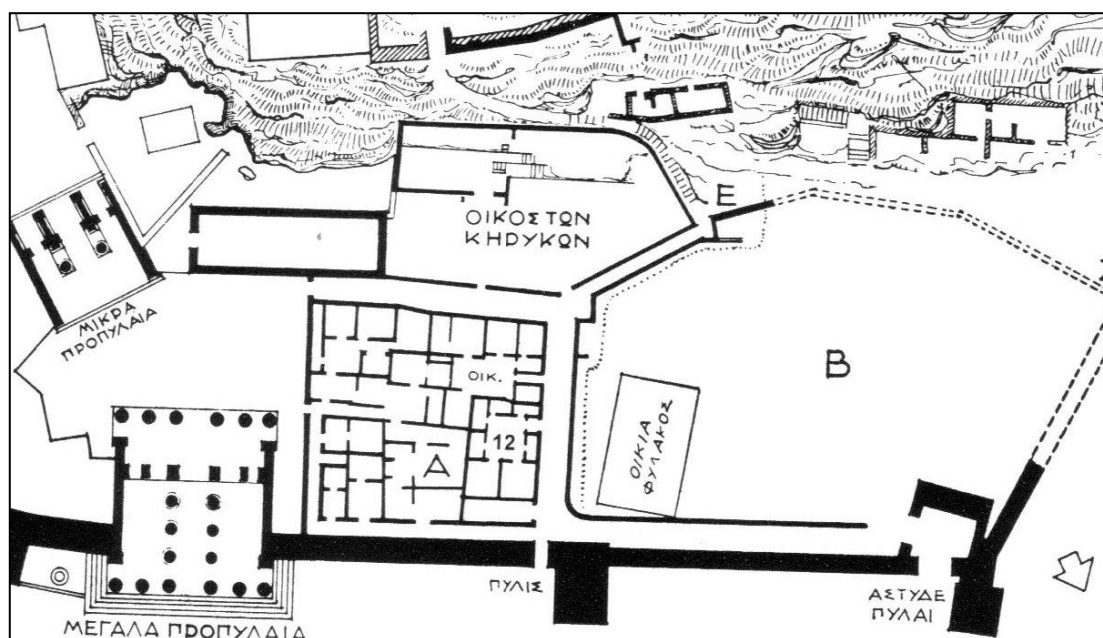 ΟΙΚΟΣ ΤΩΝ
ΚΗΡΥΚΩΝ
Ε
ΜΙΚΡΑ
ΠΡΟΠΥΛΑΙΑ
ΟΙΚ.
12
Α
Β
ΟΙΚΙΑ
ΦΥΛΑΚΟΣ
ΠΥΛΙΣ
ΑΣΤΥΔΕ
ΠΥΛΑΙ
ΜΕΓΑΛΑ ΠΡΟΠΥΛΑΙΑ